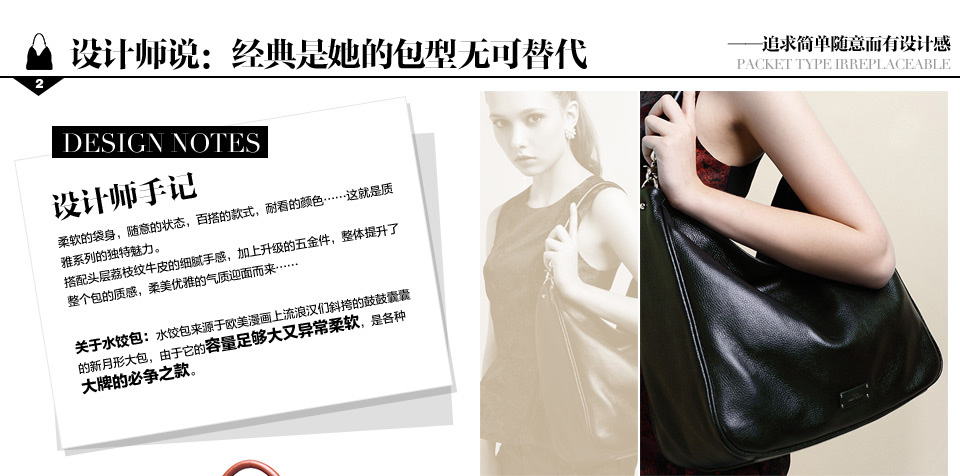 设计师说：经典是她的包型无可替代
——追求简单随意而有设计感
PACKET TYPE IRREPLACEABLE
2
DESIGN NOTES
设计师手记
柔软的袋身，随意的状态，百搭的款式，耐看的颜色……这就是质
雅系列的独特魅力。
搭配头层荔枝纹牛皮的细腻手感，加上升级的五金件，整体提升了
整个包的质感，柔美优雅的气质迎面而来……
关于水饺包：水饺包来源于欧美漫画上流浪汉们斜挎的鼓鼓囊囊
的新月形大包，由于它的容量足够大又异常柔软，是各种
大牌的必争之款。